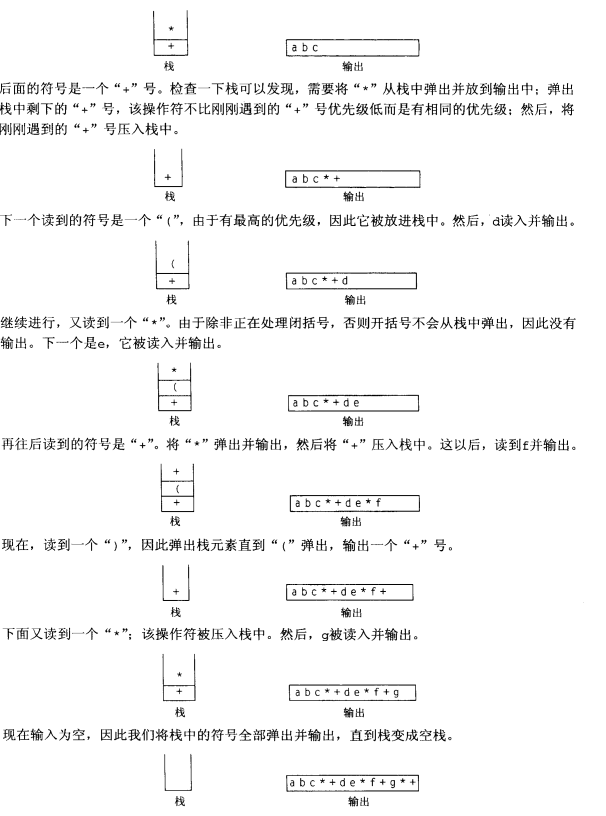 *
+
a b c
栈
输出
后面的符号是一个“+”号。检查一下栈可以发现，需要将“*”从栈中弹出并放到输出中；弹出
栈中剩下的“+”号，该操作符不比刚刚遇到的“+”号优先级低而是有相同的优先级；然后，将
刚刚遇到的“+”号压入栈中。
+
a b c * +
栈
输出
下一个读到的符号是一个“(”，由于有最高的优先级，因此它被放进栈中。然后，d读入并输出。
(
+
a b c * + d
栈
输出
继续进行，又读到一个“*”。由于除非正在处理闭括号，否则开括号不会从栈中弹出，因此没有
输出。下一个是e，它被读入并输出。
*
(
+
a b c * + d e
栈
输出
再往后读到的符号是“+”。将“*”弹出并输出，然后将“+”压入栈中。这以后，读到f并输出。
+
(
+
a b c * + d e * f
栈
输出
现在，读到一个“)”，因此弹出栈元素直到“(”弹出，输出一个“+”号。
+
a b c * + d e * f +
栈
输出
下面又读到一个“*”；该操作符被压入栈中。然后，g被读入并输出。
*
+
a b c * + d e * f + g
栈
输出
现在输入为空，因此我们将栈中的符号全部弹出并输出，直到栈变成空栈。
a b c * + d e * f + g * +
栈
输出